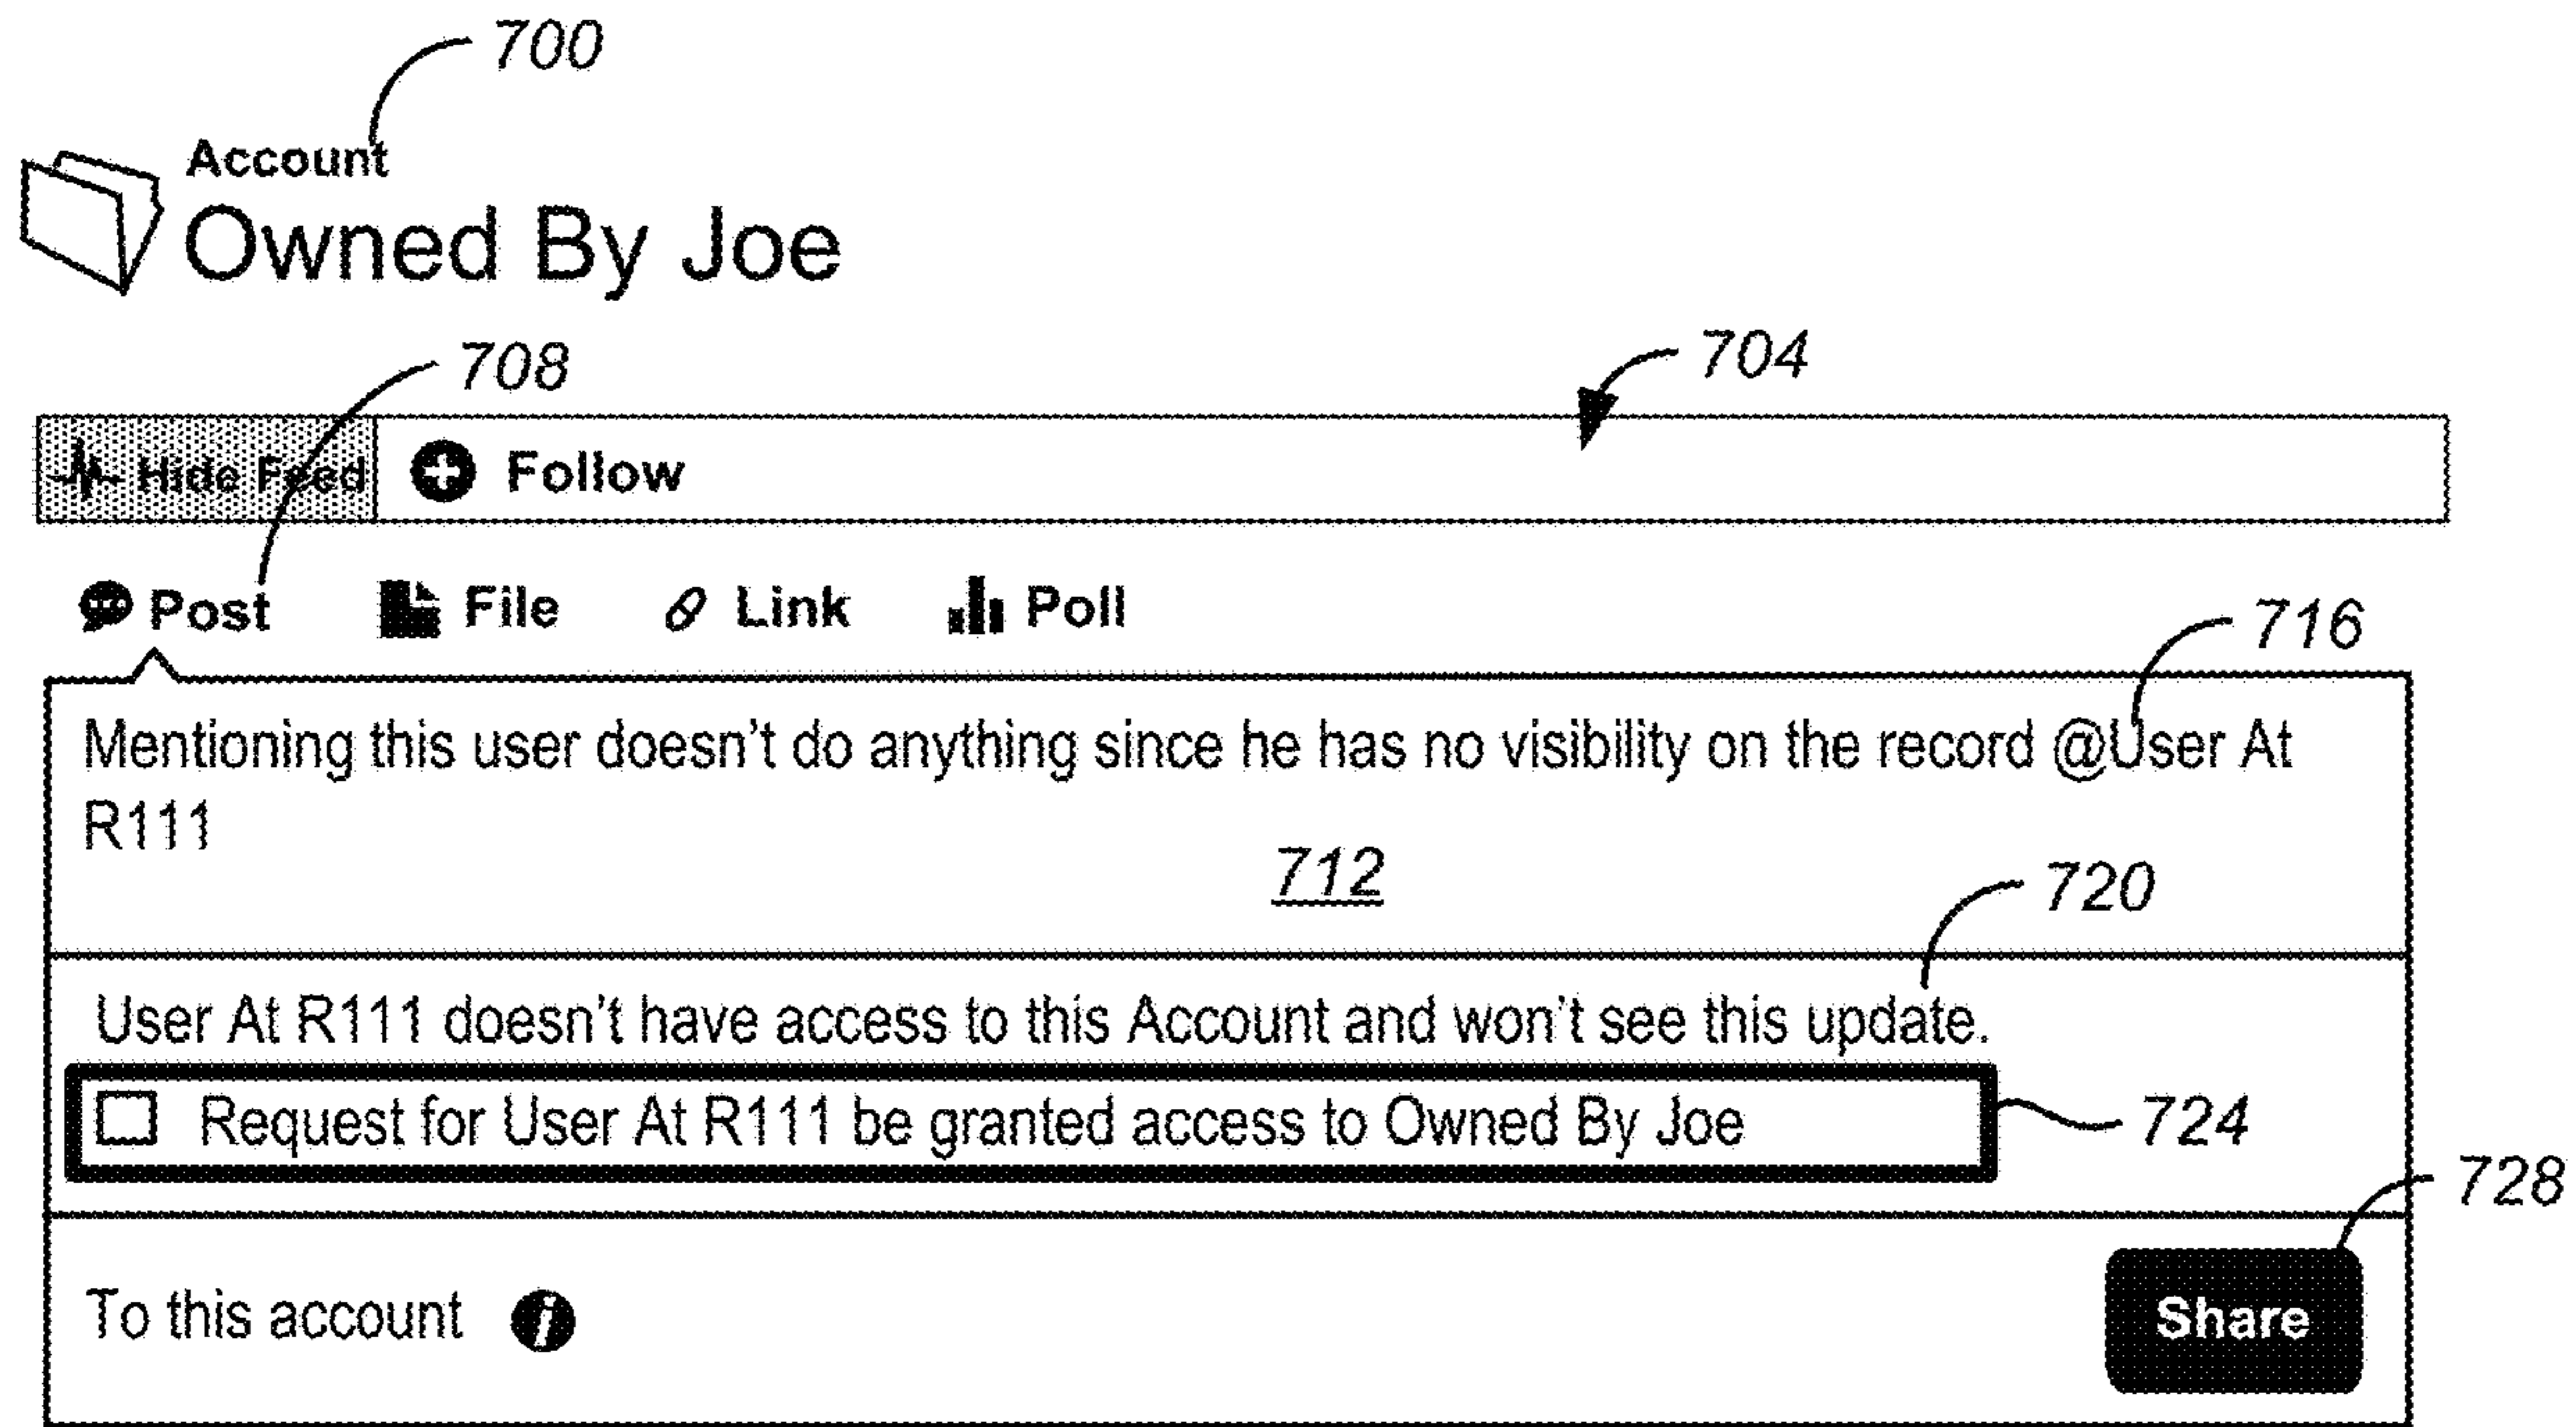 700
Account
Owned By Joe
708
704
Hide Feed Follow
Post File Link Poll
716
Mentioning this user doesn't do anything since he has no visibility on the record @User At
R111
712
720
User At R111 doesn't have access to this Account and won't see this update.
Request for User At R111 be granted access to Owned By Joe
724
728
To this account i Share